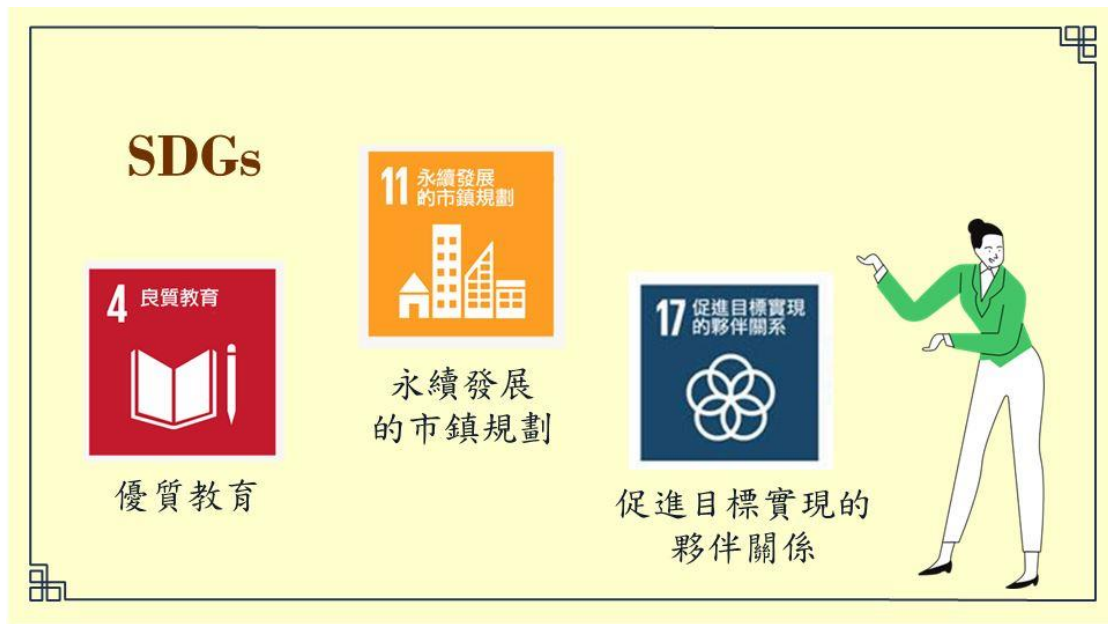 SDGs
4 良質教育
優質教育
11 永續發展
的市鎮規劃
永續發展
的市鎮規劃
17 促進目標實現
的夥伴關系
促進目標實現的
夥伴關係